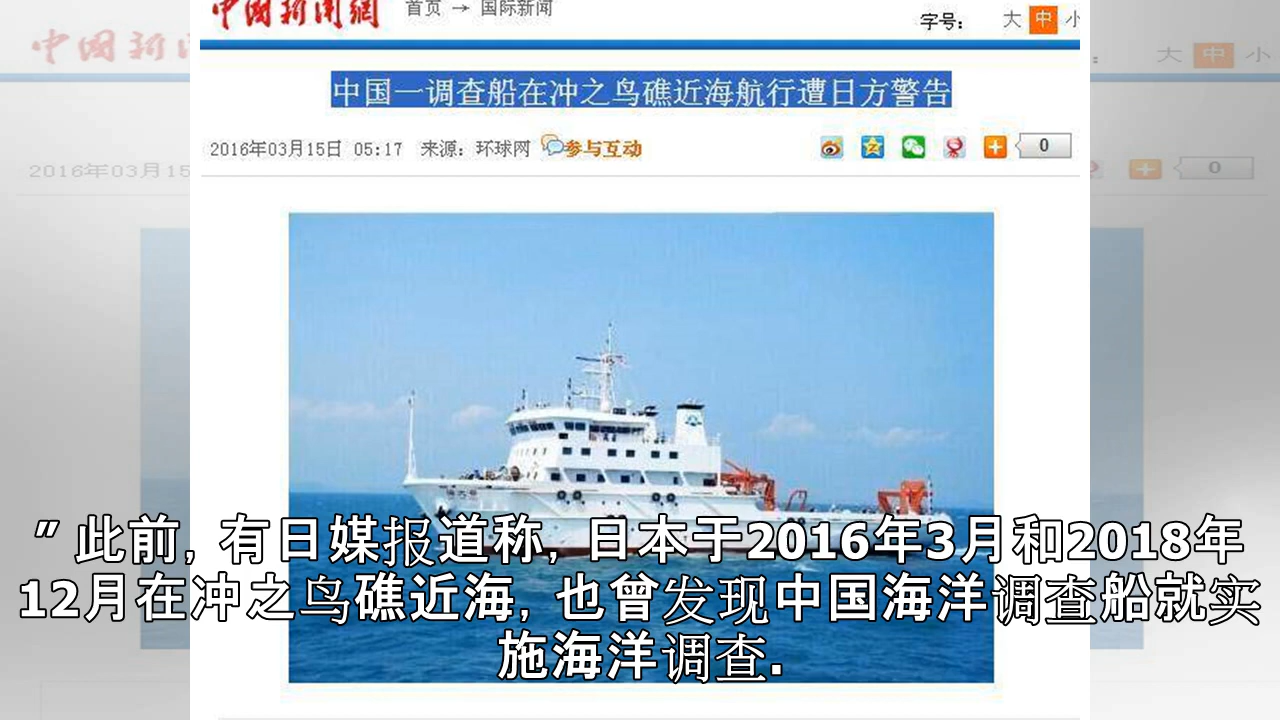 中国新闻網
首页 → 国际新闻
字号： 大 中 小
中国一调查船在冲之鸟礁近海航行遭日方警告
2016年03月15日 05:17 来源：环球网 参与互动
0
" 此前, 有日媒报道称, 日本于2016年3月和2018年
12月在冲之鸟礁近海, 也曾发现中国海洋调查船就实
施海洋调查.